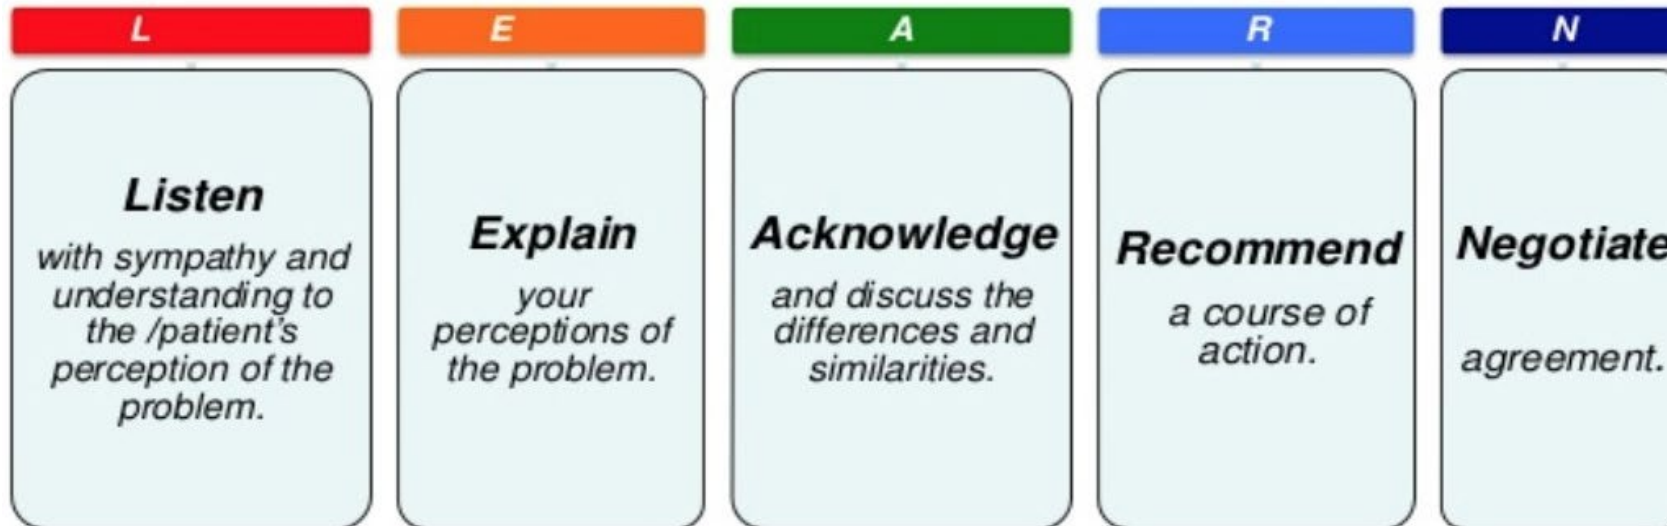 L
E
A
R
N
Listen
with sympathy and
understanding to
the /patient's
perception of the
problem.
Explain
your
perceptions of
the problem.
Acknowledge
and discuss the
differences and
similarities.
Recommend
a course of
action.
Negotiate
agreement.